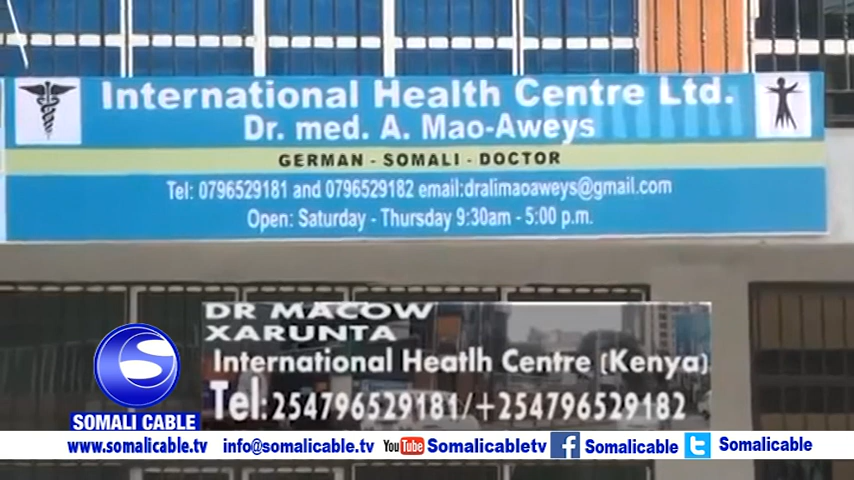 International Health Centre Ltd.
Dr. med. A. Mao-Aweys
GERMAN - SOMALI - DOCTOR
Tel: 0796529181 and 0796529182 email:dralimaoaweys@gmail.com
Open: Saturday - Thursday 9:30am - 5:00 p.m.
DR MACOW
XARUNTA
International Heatlh Centre (Kenya)
Tel:254796529181/+254796529182
S
SOMALI CABLE
www.somalicable.tv info@somalicable.tv YouTube Somalicabletv f Somalicable t Somalicable